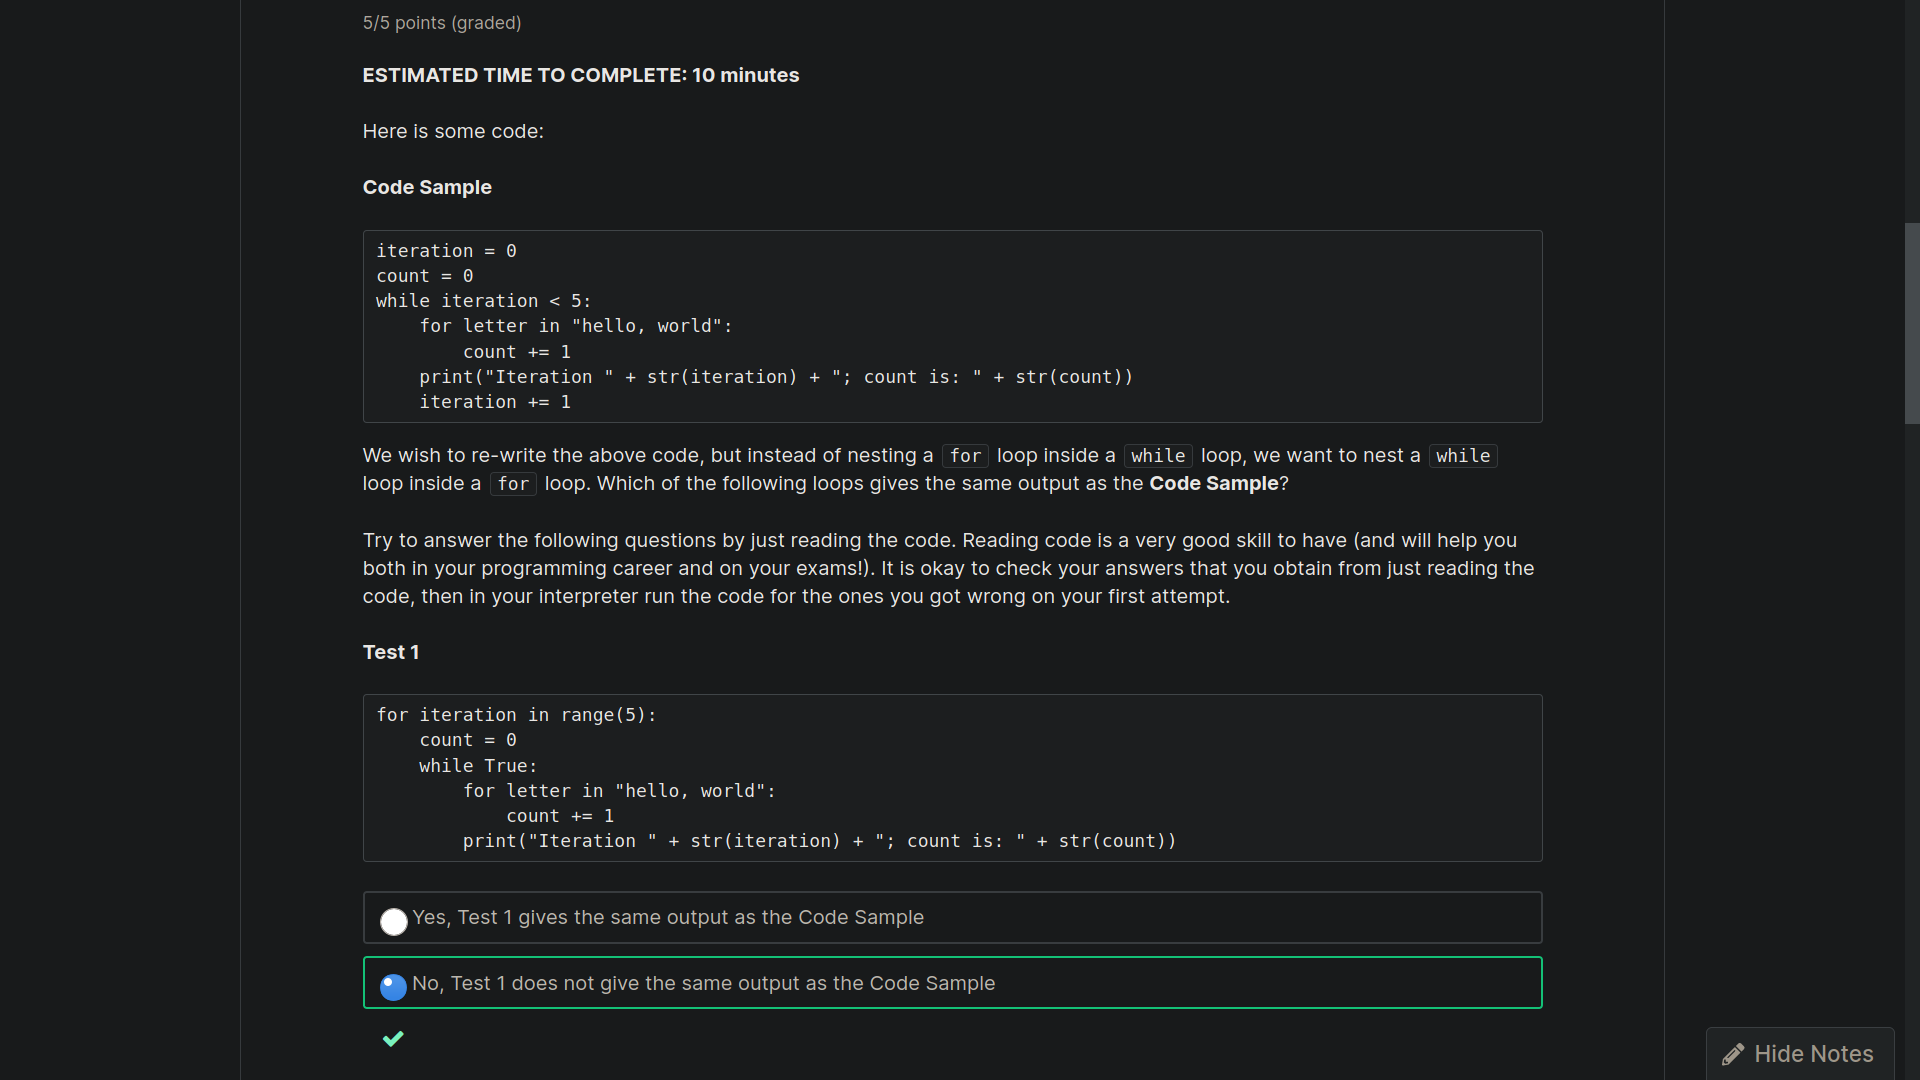 5/5 points (graded)
ESTIMATED TIME TO COMPLETE: 10 minutes
Here is some code:
Code Sample
iteration = 0
count = 0
while iteration < 5:
    for letter in "hello, world":
        count += 1
    print("Iteration " + str(iteration) + "; count is: " + str(count))
    iteration += 1
We wish to re-write the above code, but instead of nesting a for loop inside a while loop, we want to nest a while
loop inside a for loop. Which of the following loops gives the same output as the Code Sample?
Try to answer the following questions by just reading the code. Reading code is a very good skill to have (and will help you
both in your programming career and on your exams!). It is okay to check your answers that you obtain from just reading the
code, then in your interpreter run the code for the ones you got wrong on your first attempt.
Test 1
for iteration in range(5):
    count = 0
    while True:
        for letter in "hello, world":
            count += 1
        print("Iteration " + str(iteration) + "; count is: " + str(count))
Yes, Test 1 gives the same output as the Code Sample
No, Test 1 does not give the same output as the Code Sample
Hide Notes